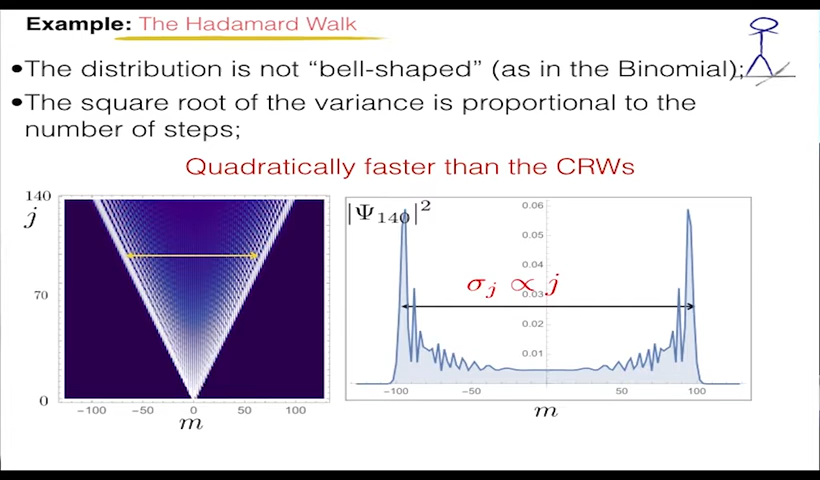 Example: The Hadamard Walk
•The distribution is not “bell-shaped” (as in the Binomial);
•The square root of the variance is proportional to the
number of steps;
Quadratically faster than the CRWs
140
j
70
0
−100 −50 0 50 100
m
|Ψ₁₄₀|²
0.06
0.05
0.04
σⱼ ∝ j
0.03
0.02
0.01
−100 −50 50 100
m